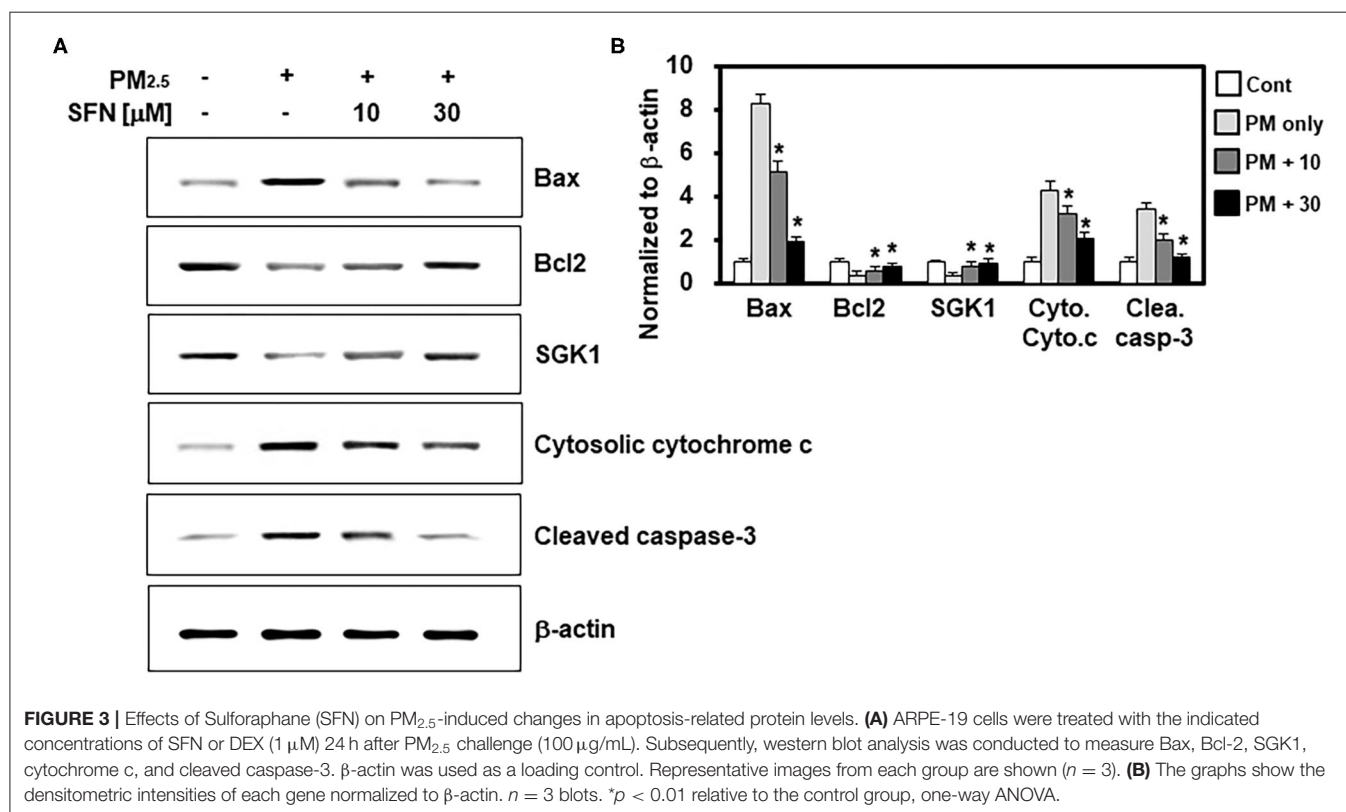 A
PM2.5 - + + +
SFN [μM] - - 10 30
Bax
Bcl2
SGK1
Cytosolic cytochrome c
Cleaved caspase-3
β-actin
B
Normalized to β-actin
10
8
6
4
2
0
* * * * * * * * * *
Bax Bcl2 SGK1 Cyto. Clea.
Cyto.c casp-3
Cont
PM only
PM + 10
PM + 30
FIGURE 3 | Effects of Sulforaphane (SFN) on PM2.5-induced changes in apoptosis-related protein levels. (A) ARPE-19 cells were treated with the indicated
concentrations of SFN or DEX (1 μM) 24 h after PM2.5 challenge (100 μg/mL). Subsequently, western blot analysis was conducted to measure Bax, Bcl-2, SGK1,
cytochrome c, and cleaved caspase-3. β-actin was used as a loading control. Representative images from each group are shown (n = 3). (B) The graphs show the
densitometric intensities of each gene normalized to β-actin. n = 3 blots. *p < 0.01 relative to the control group, one-way ANOVA.